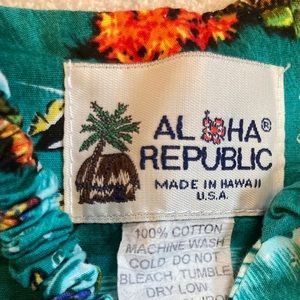 ALOHA®
REPUBLIC
MADE IN HAWAII
U.S.A.
100% COTTON
MACHINE WASH
COLD DO NOT
BLEACH, TUMBLE
DRY LOW